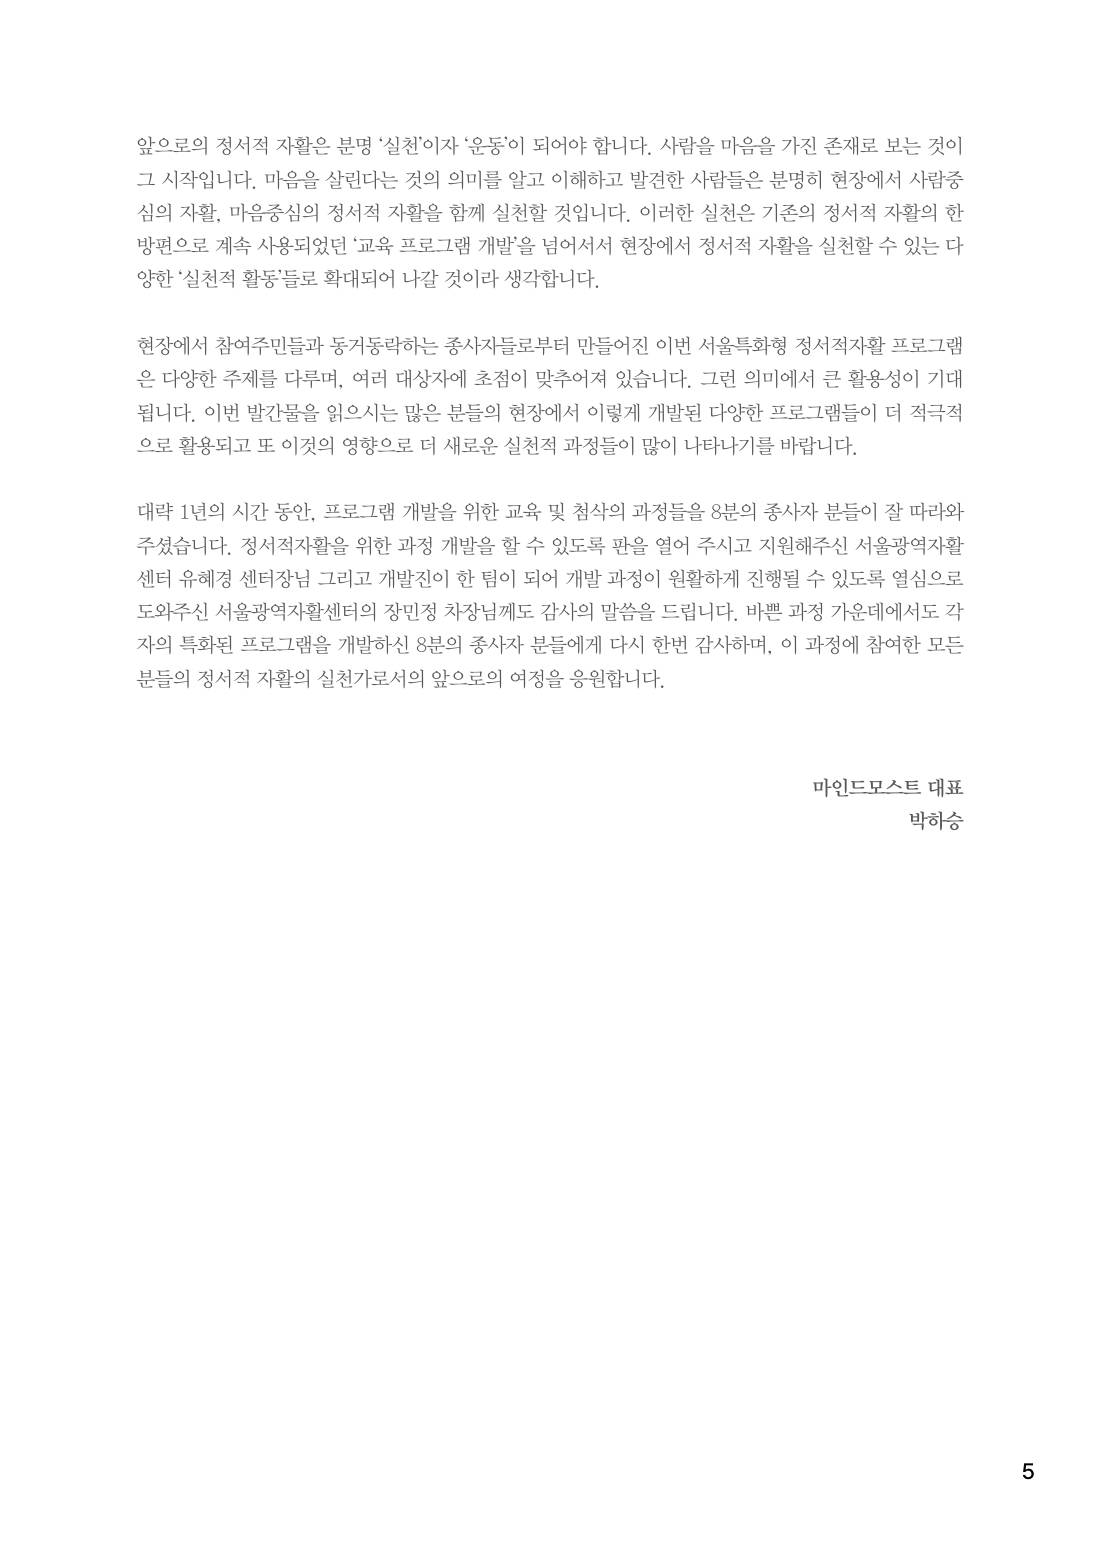 앞으로의 정서적 자활은 분명 ‘실천’이자 ‘운동’이 되어야 합니다. 사람을 마음을 가진 존재로 보는 것이
그 시작입니다. 마음을 살린다는 것의 의미를 알고 이해하고 발견한 사람들은 분명히 현장에서 사람중
심의 자활, 마음중심의 정서적 자활을 함께 실천할 것입니다. 이러한 실천은 기존의 정서적 자활의 한
방편으로 계속 사용되었던 ‘교육 프로그램 개발’을 넘어서서 현장에서 정서적 자활을 실천할 수 있는 다
양한 ‘실천적 활동’들로 확대되어 나갈 것이라 생각합니다.
현장에서 참여주민들과 동거동락하는 종사자들로부터 만들어진 이번 서울특화형 정서적자활 프로그램
은 다양한 주제를 다루며, 여러 대상자에 초점이 맞추어져 있습니다. 그런 의미에서 큰 활용성이 기대
됩니다. 이번 발간물을 읽으시는 많은 분들의 현장에서 이렇게 개발된 다양한 프로그램들이 더 적극적
으로 활용되고 또 이것의 영향으로 더 새로운 실천적 과정들이 많이 나타나기를 바랍니다.
대략 1년의 시간 동안, 프로그램 개발을 위한 교육 및 첨삭의 과정들을 8분의 종사자 분들이 잘 따라와
주셨습니다. 정서적자활을 위한 과정 개발을 할 수 있도록 판을 열어 주시고 지원해주신 서울광역자활
센터 유혜경 센터장님 그리고 개발진이 한 팀이 되어 개발 과정이 원활하게 진행될 수 있도록 열심으로
도와주신 서울광역자활센터의 장민정 차장님께도 감사의 말씀을 드립니다. 바쁜 과정 가운데에서도 각
자의 특화된 프로그램을 개발하신 8분의 종사자 분들에게 다시 한번 감사하며, 이 과정에 참여한 모든
분들의 정서적 자활의 실천가로서의 앞으로의 여정을 응원합니다.
마인드모스트 대표
박하승
5